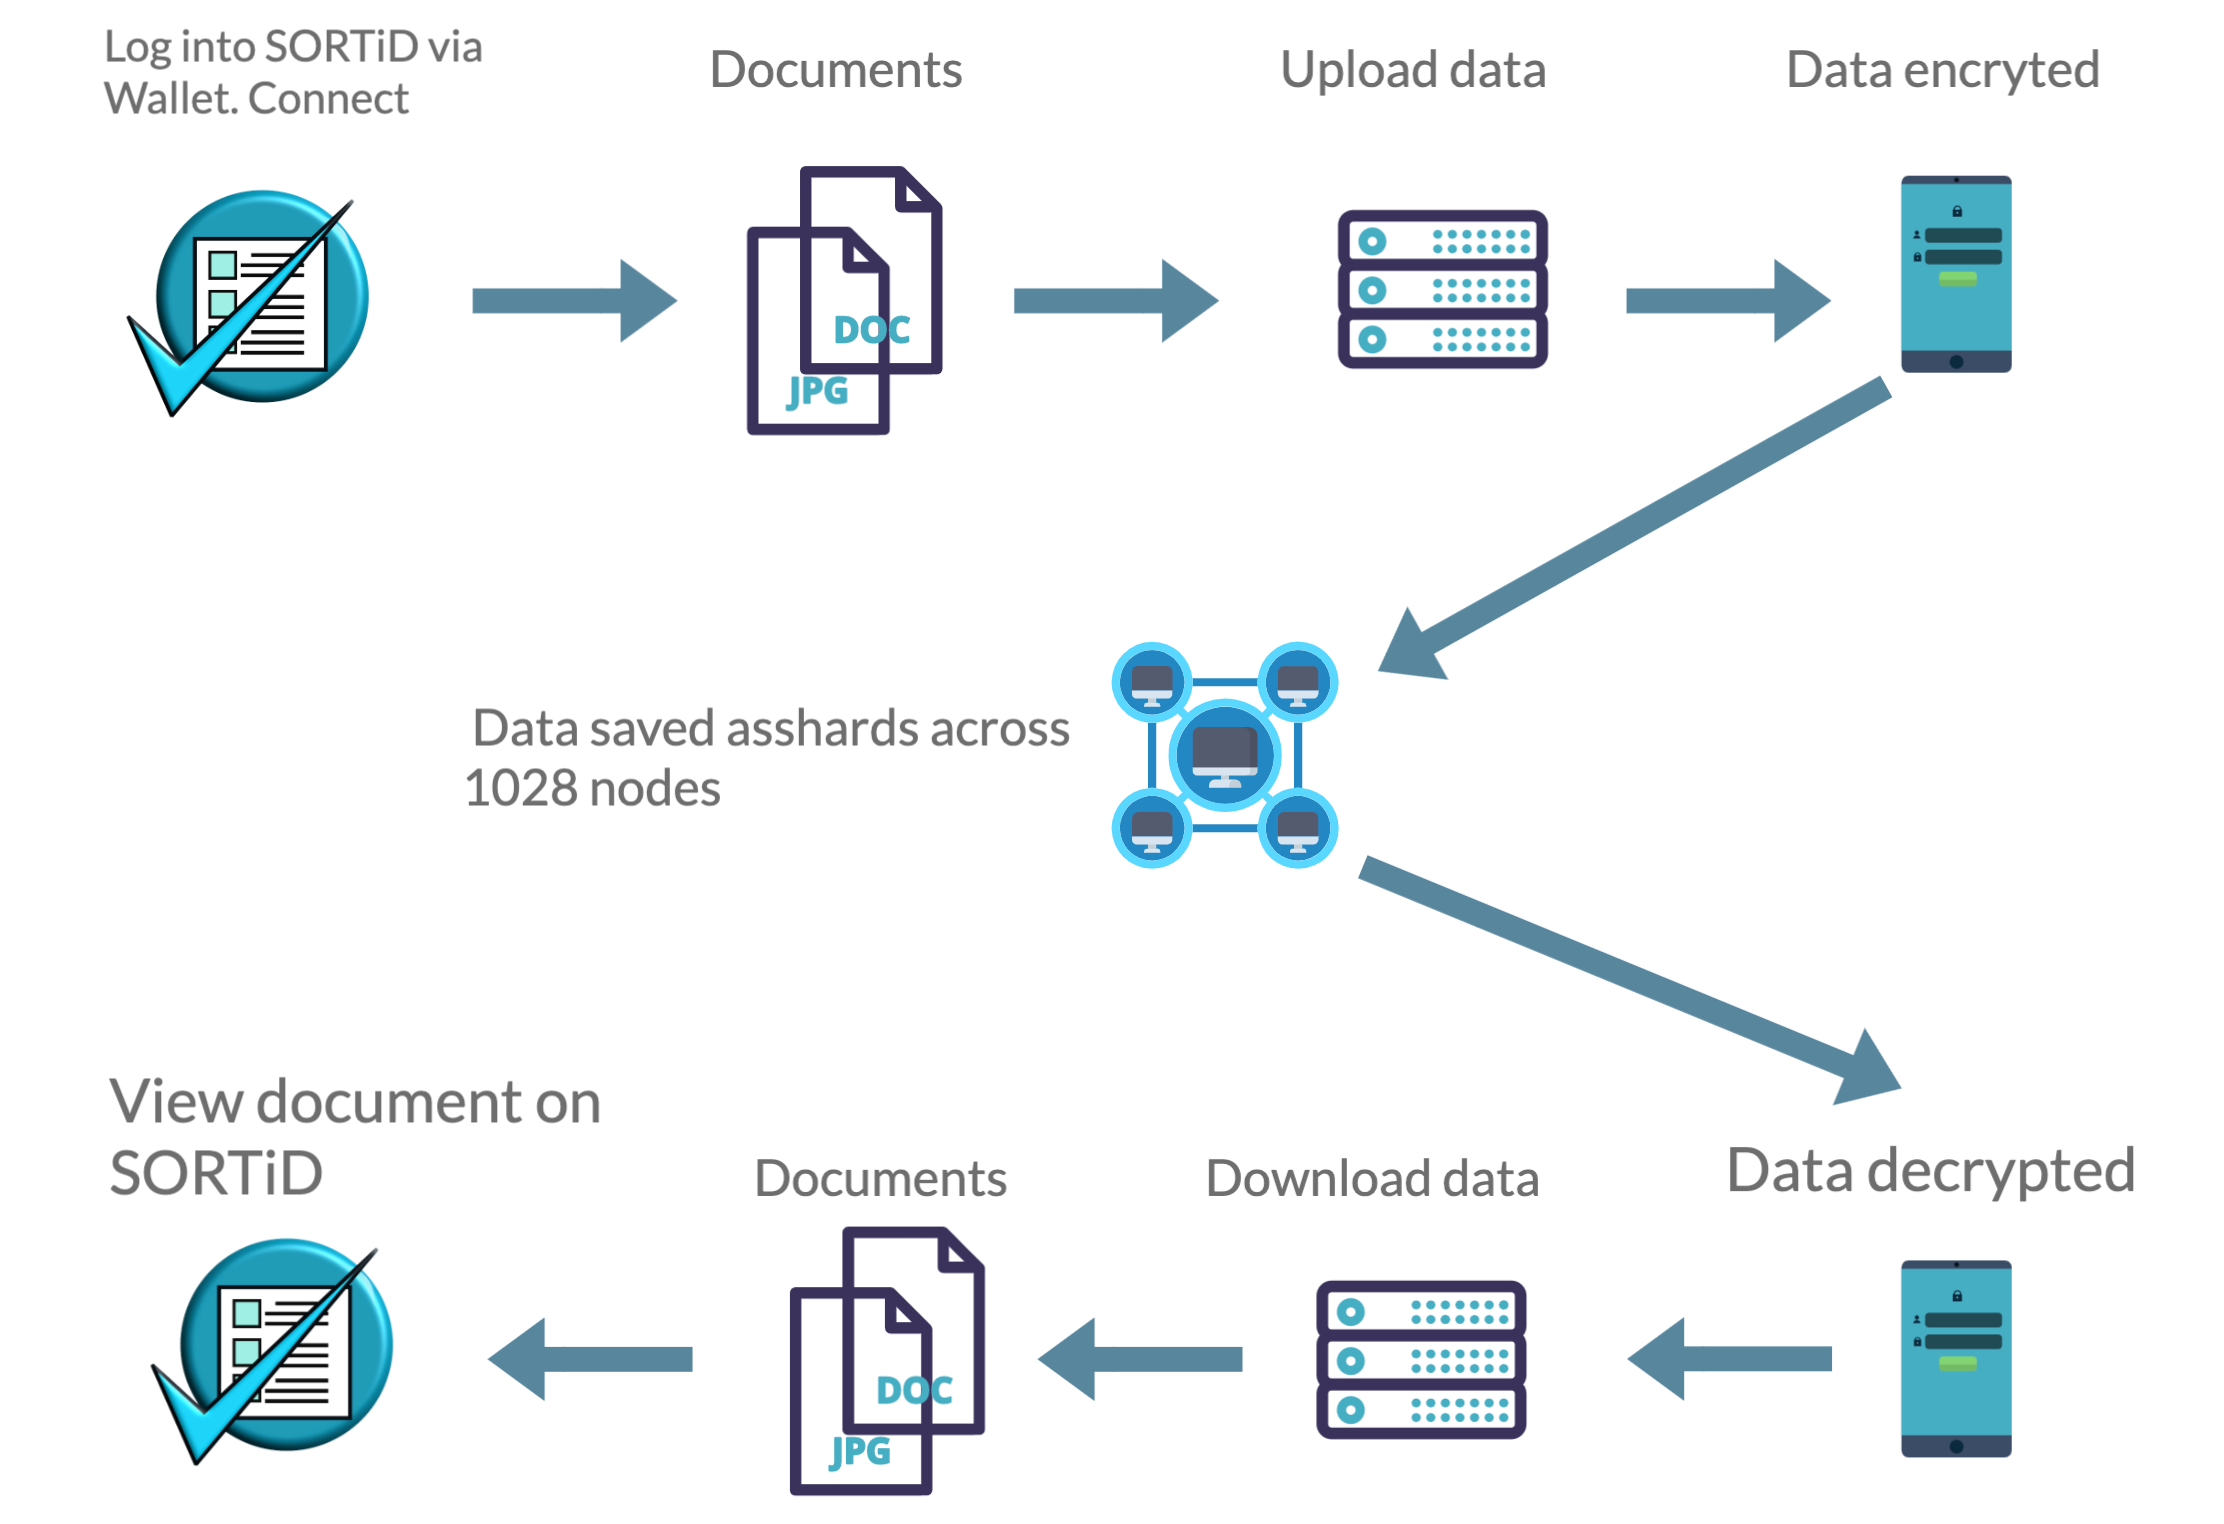 Log into SORTiD via
Wallet. Connect
Documents
Upload data
Data encryted
DOC
JPG
Data saved asshards across
1028 nodes
View document on
SORTiD
Documents
Download data
Data decrypted
DOC
JPG